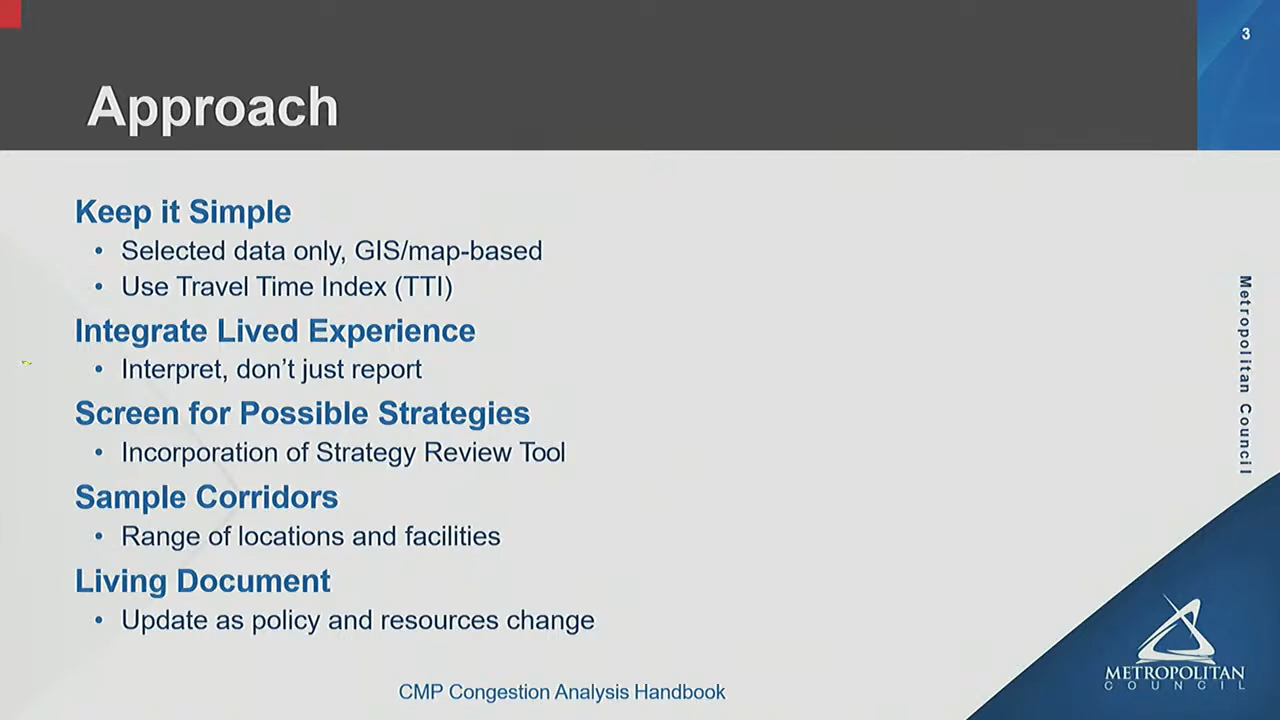 3
Approach
Keep it Simple
• Selected data only, GIS/map-based
• Use Travel Time Index (TTI)
Integrate Lived Experience
• Interpret, don’t just report
Screen for Possible Strategies
• Incorporation of Strategy Review Tool
Sample Corridors
• Range of locations and facilities
Living Document
• Update as policy and resources change
Metropolitan Council
CMP Congestion Analysis Handbook
METROPOLITAN
COUNCIL